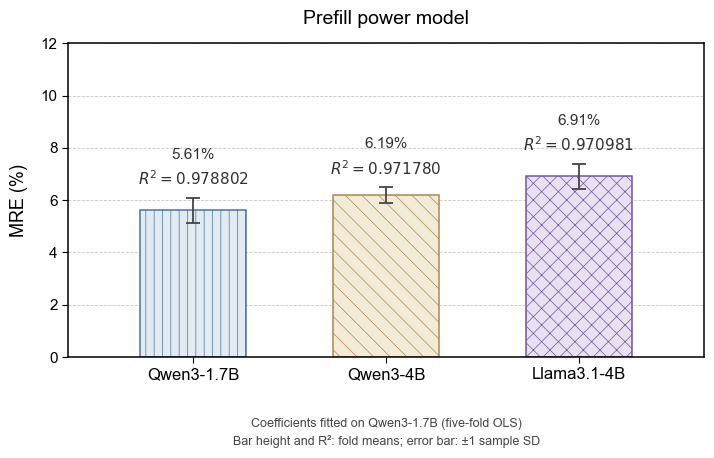 Prefill power model
MRE (%)
12
10
8
6
4
2
0
5.61%
R² = 0.978802
6.19%
R² = 0.971780
6.91%
R² = 0.970981
Qwen3-1.7B
Qwen3-4B
Llama3.1-4B
Coefficients fitted on Qwen3-1.7B (five-fold OLS)
Bar height and R²: fold means; error bar: ±1 sample SD